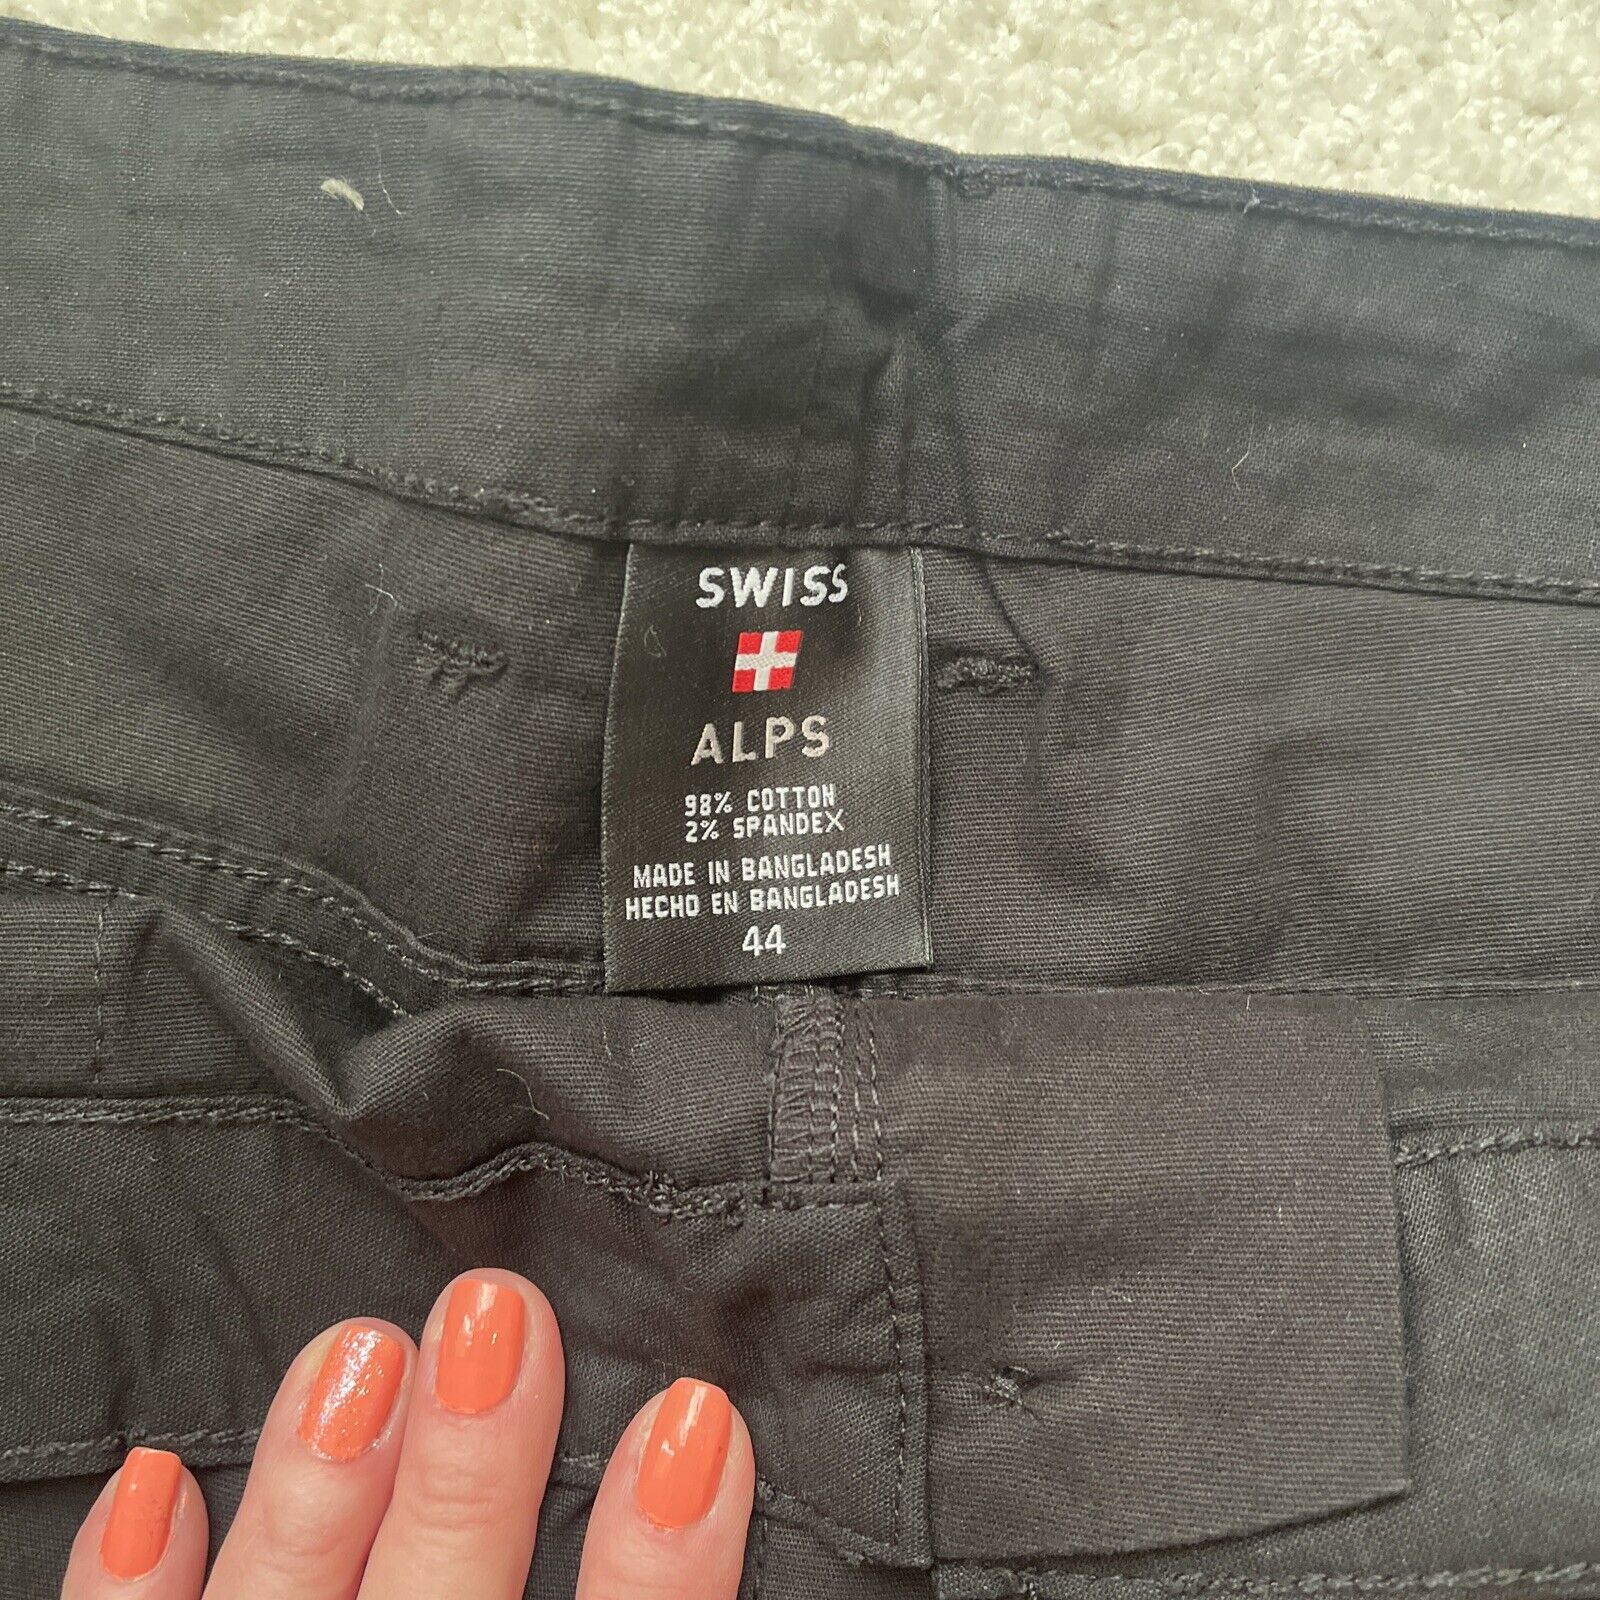 SWISS
ALPS
98% COTTON
2% SPANDEX
MADE IN BANGLADESH
HECHO EN BANGLADESH
44